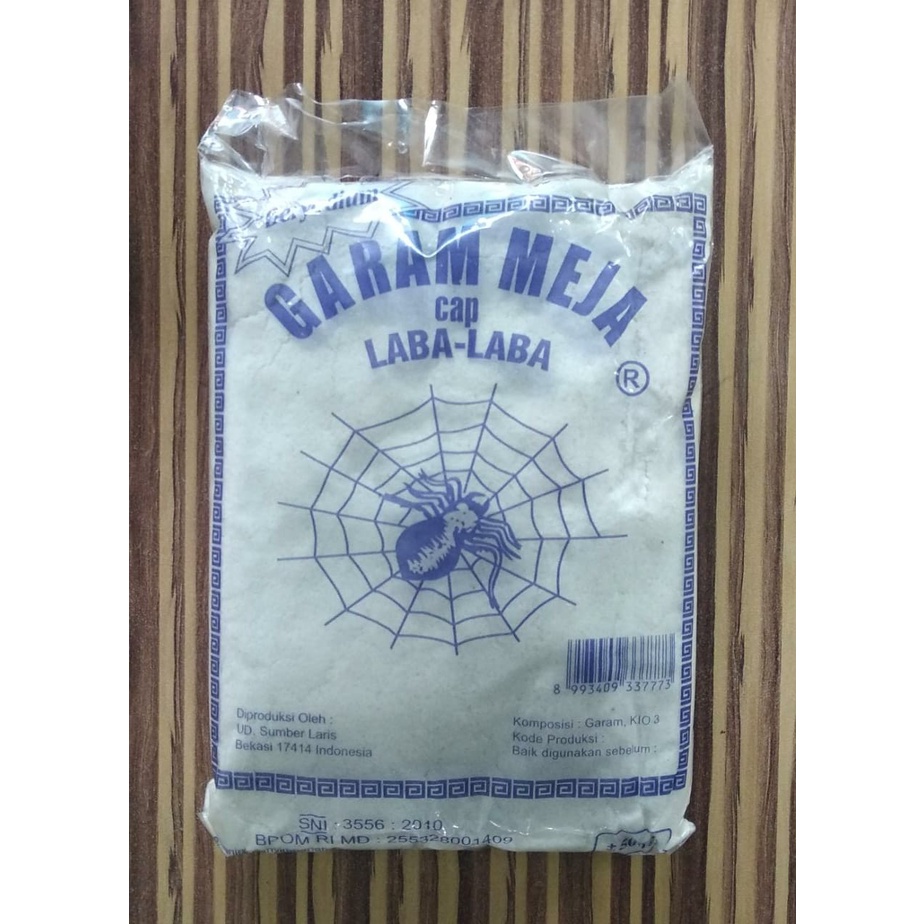 GARAM MEJA
cap
LABA-LABA
®
8 993409 337773
Diproduksi Oleh :
UD. Sumber Laris
Bekasi 17414 Indonesia
Komposisi : Garam, KIO 3
Kode Produksi :
Baik digunakan sebelum :
SNI : 3556 : 2010
BPOM RI MD : 255328001409